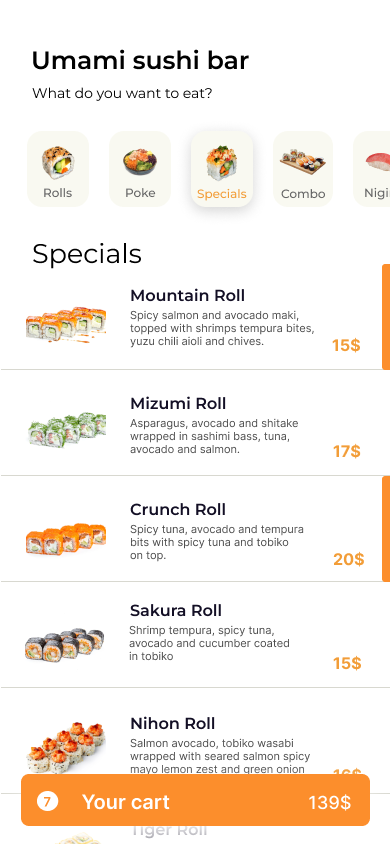 Umami sushi bar
What do you want to eat?
Rolls
Poke
Specials
Combo
Specials
Mountain Roll
Spicy salmon and avocado maki,
topped with shrimps tempura bites,
yuzu chili aioli and chives.
15$
Mizumi Roll
Asparagus, avocado and shitake
wrapped in sashimi bass, tuna,
avocado and salmon.
17$
Crunch Roll
Spicy tuna, avocado and tempura
bits with spicy tuna and tobiko
on top.
20$
Sakura Roll
Shrimp tempura, spicy tuna,
avocado and cucumber coated
in tobiko
15$
Nihon Roll
Salmon avocado, tobiko wasabi
wrapped with seared salmon spicy
mayo lemon zest and green onion
7 Your cart 139$
Tiger Roll